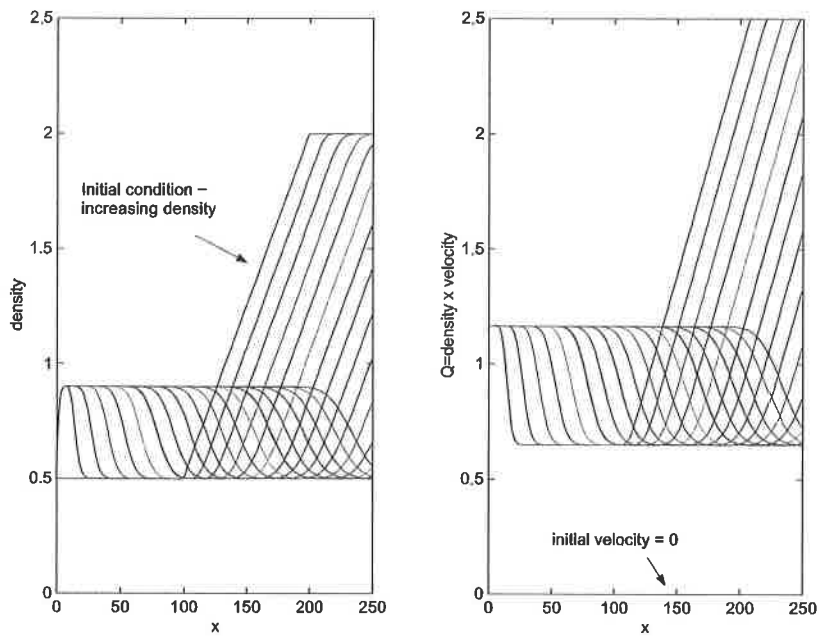 2,5
2
1.5
1
0.5
0
density
Initial condition –
increasing density
0 50 100 150 200 250
x
2,5
2
1.5
1
0.5
0
Q=density x velocity
initial velocity = 0
0 50 100 150 200 250
x